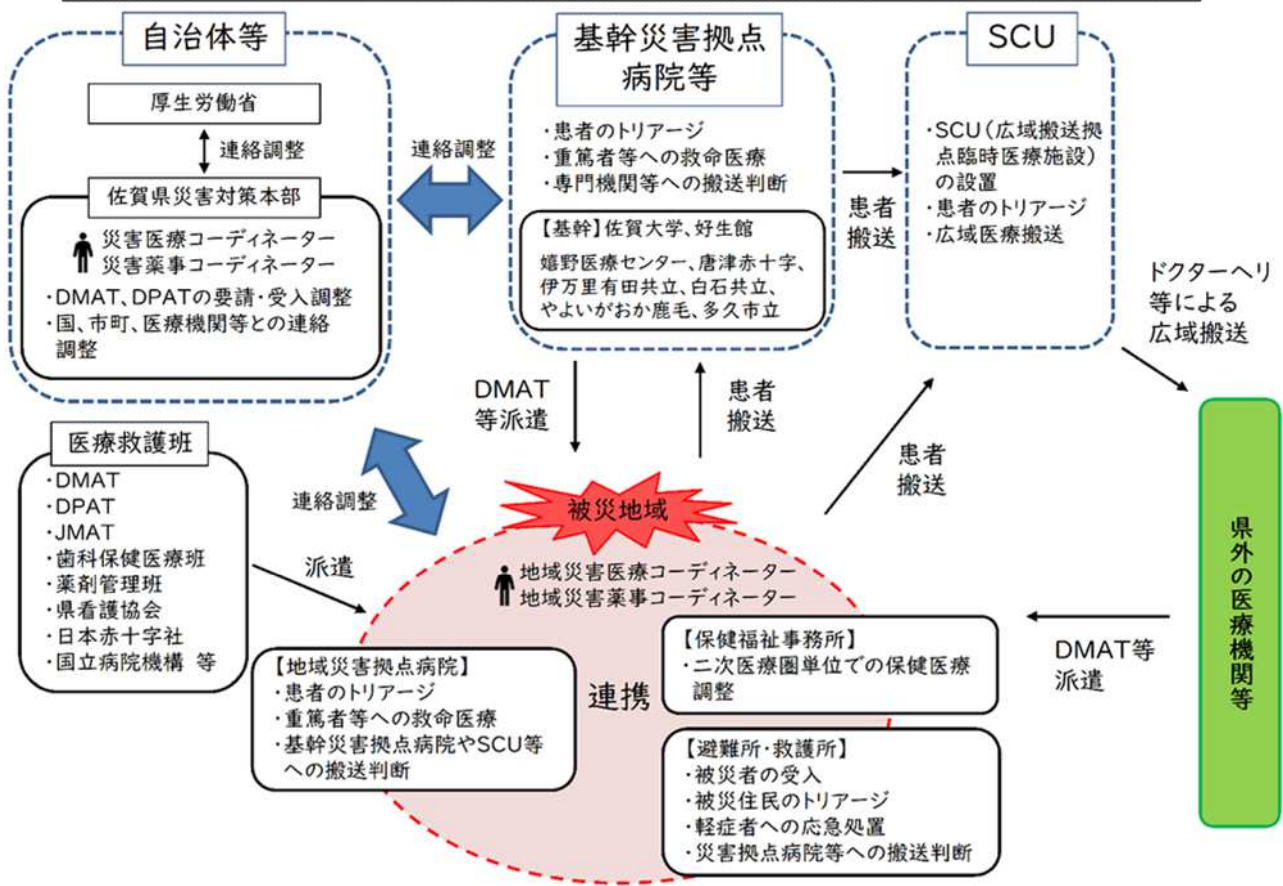 自治体等
厚生労働省
連絡調整
佐賀県災害対策本部
災害医療コーディネーター
災害薬事コーディネーター
・DMAT、DPATの要請・受入調整
・国、市町、医療機関等との連絡
調整
連絡調整
基幹災害拠点
病院等
・患者のトリアージ
・重篤者等への救命医療
・専門機関等への搬送判断
【基幹】佐賀大学、好生館
嬉野医療センター、唐津赤十字、
伊万里有田共立、白石共立、
やよいがおか鹿毛、多久市立
患者
搬送
SCU
・SCU(広域搬送拠
点臨時医療施設)
の設置
・患者のトリアージ
・広域医療搬送
ドクターヘリ
等による
広域搬送
DMAT
等派遣
患者
搬送
患者
搬送
医療救護班
・DMAT
・DPAT
・JMAT
・歯科保健医療班
・薬剤管理班
・県看護協会
・日本赤十字社
・国立病院機構 等
連絡調整
派遣
被災地域
地域災害医療コーディネーター
地域災害薬事コーディネーター
【地域災害拠点病院】
・患者のトリアージ
・重篤者等への救命医療
・基幹災害拠点病院やSCU等
への搬送判断
連携
【保健福祉事務所】
・二次医療圏単位での保健医療
調整
【避難所・救護所】
・被災者の受入
・被災住民のトリアージ
・軽症者への応急処置
・災害拠点病院等への搬送判断
DMAT等
派遣
県外の医療機関等